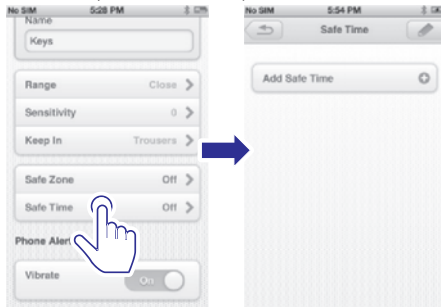 No SIM 5:28 PM
Name
Keys
Range Close
Sensitivity 0
Keep In Trousers
Safe Zone Off
Safe Time Off
Phone Alert
Vibrate On
No SIM 5:54 PM
Safe Time
Add Safe Time